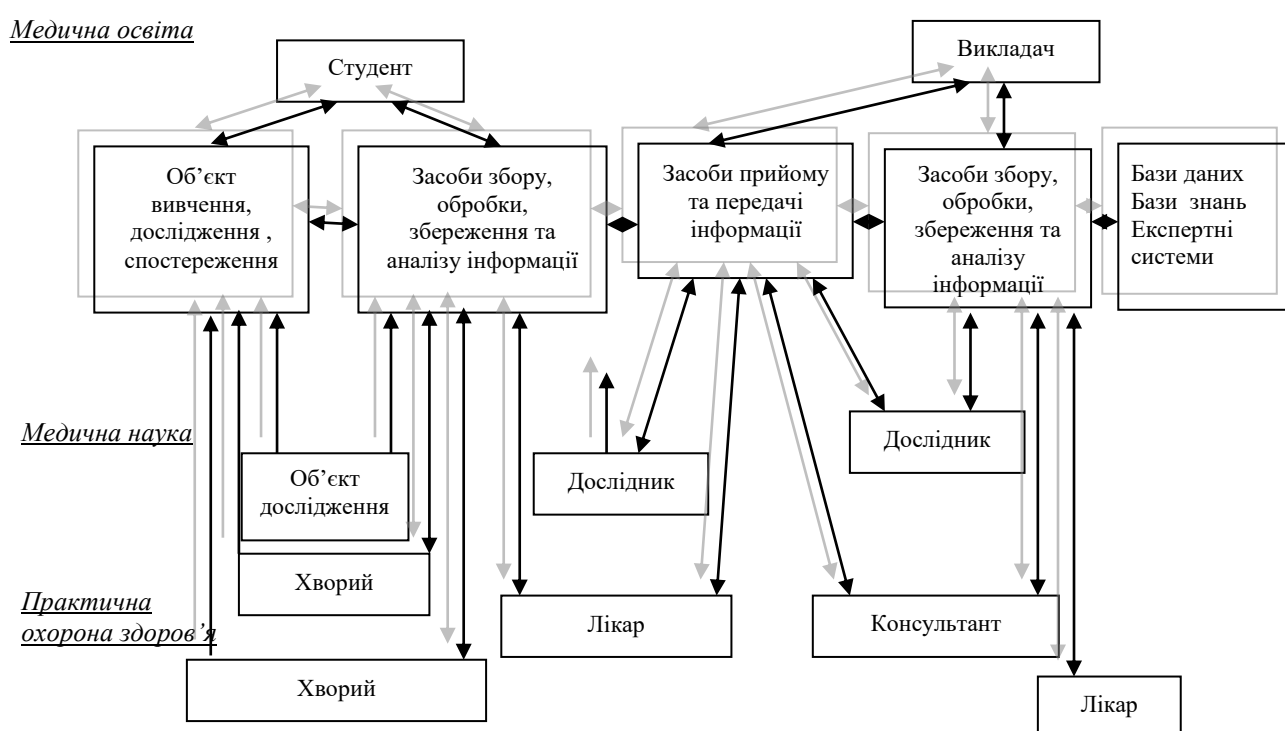 Медична освіта
Студент
Викладач
Об’єкт
вивчення,
дослідження ,
спостереження
Засоби збору,
обробки,
збереження та
аналізу інформації
Засоби прийому
та передачі
інформації
Засоби збору,
обробки,
збереження та
аналізу
інформації
Бази даних
Бази знань
Експертні
системи
Медична наука
Об’єкт
дослідження
Дослідник
Дослідник
Хворий
Практична
охорона здоров’я
Лікар
Консультант
Хворий
Лікар